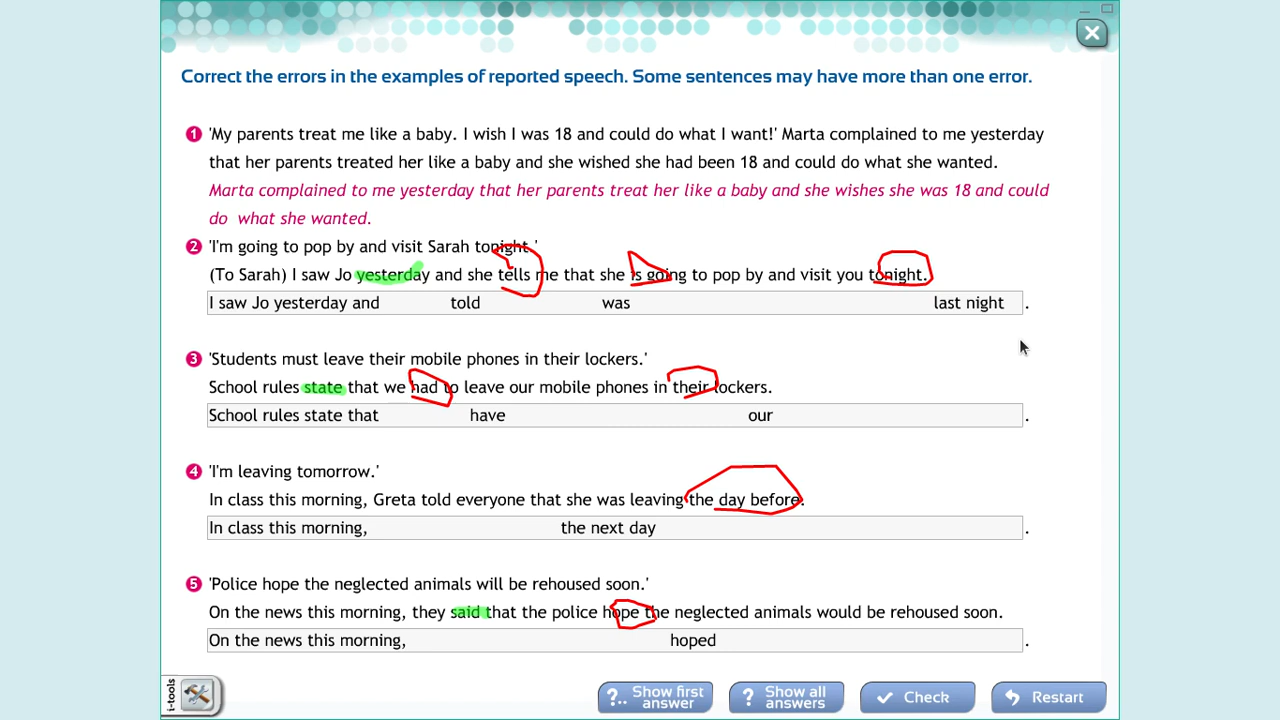 Correct the errors in the examples of reported speech. Some sentences may have more than one error.
1 'My parents treat me like a baby. I wish I was 18 and could do what I want!' Marta complained to me yesterday
that her parents treated her like a baby and she wished she had been 18 and could do what she wanted.
Marta complained to me yesterday that her parents treat her like a baby and she wishes she was 18 and could
do what she wanted.
2 'I'm going to pop by and visit Sarah tonight.'
(To Sarah) I saw Jo yesterday and she tells me that she is going to pop by and visit you tonight.
I saw Jo yesterday and told was last night .
3 'Students must leave their mobile phones in their lockers.'
School rules state that we had to leave our mobile phones in their lockers.
School rules state that have our .
4 'I'm leaving tomorrow.'
In class this morning, Greta told everyone that she was leaving the day before.
In class this morning, the next day .
5 'Police hope the neglected animals will be rehoused soon.'
On the news this morning, they said that the police hope the neglected animals would be rehoused soon.
On the news this morning, hoped .
i-tools
?.. Show first answer
? Show all answers
Check
Restart